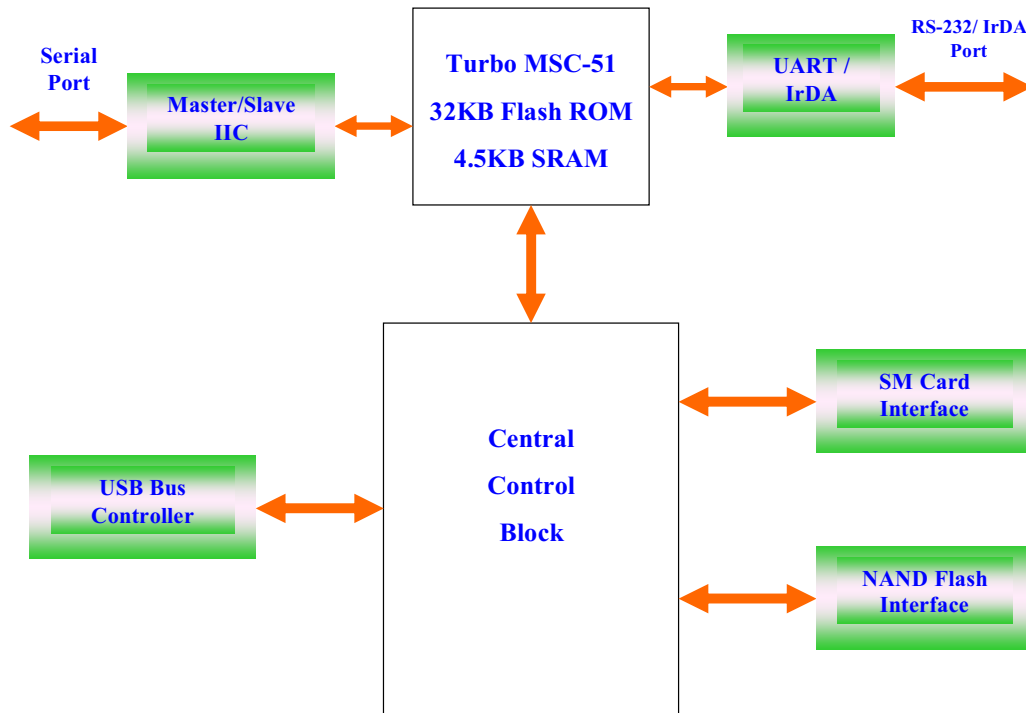 Serial
Port
Master/Slave
IIC
Turbo MSC-51
32KB Flash ROM
4.5KB SRAM
UART /
IrDA
RS-232/ IrDA
Port
Central
Control
Block
SM Card
Interface
USB Bus
Controller
NAND Flash
Interface